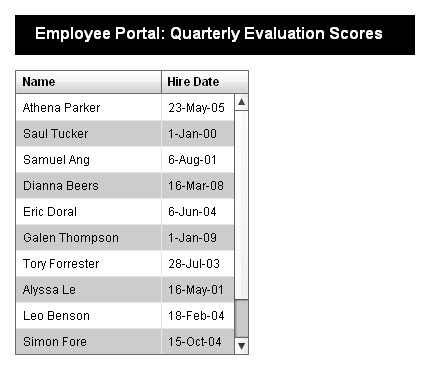 Employee Portal: Quarterly Evaluation Scores
Name Hire Date
Athena Parker 23-May-05
Saul Tucker 1-Jan-00
Samuel Ang 6-Aug-01
Dianna Beers 16-Mar-08
Eric Doral 6-Jun-04
Galen Thompson 1-Jan-09
Tory Forrester 28-Jul-03
Alyssa Le 16-May-01
Leo Benson 18-Feb-04
Simon Fore 15-Oct-04